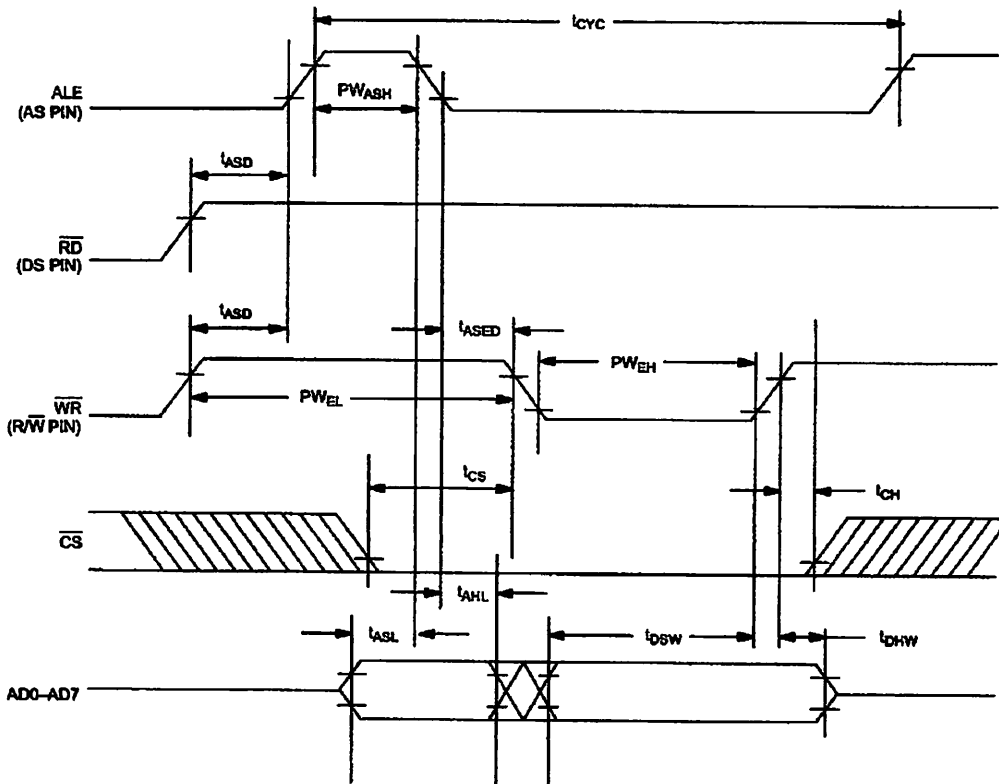 tCYC
ALE
(AS PIN)
PWASH
tASD
RD
(DS PIN)
tASD
tASED
WR
(R/W PIN)
PWEL
PWEH
tCS
tCH
CS
tAHL
tASL
tDSW
tDHW
AD0–AD7